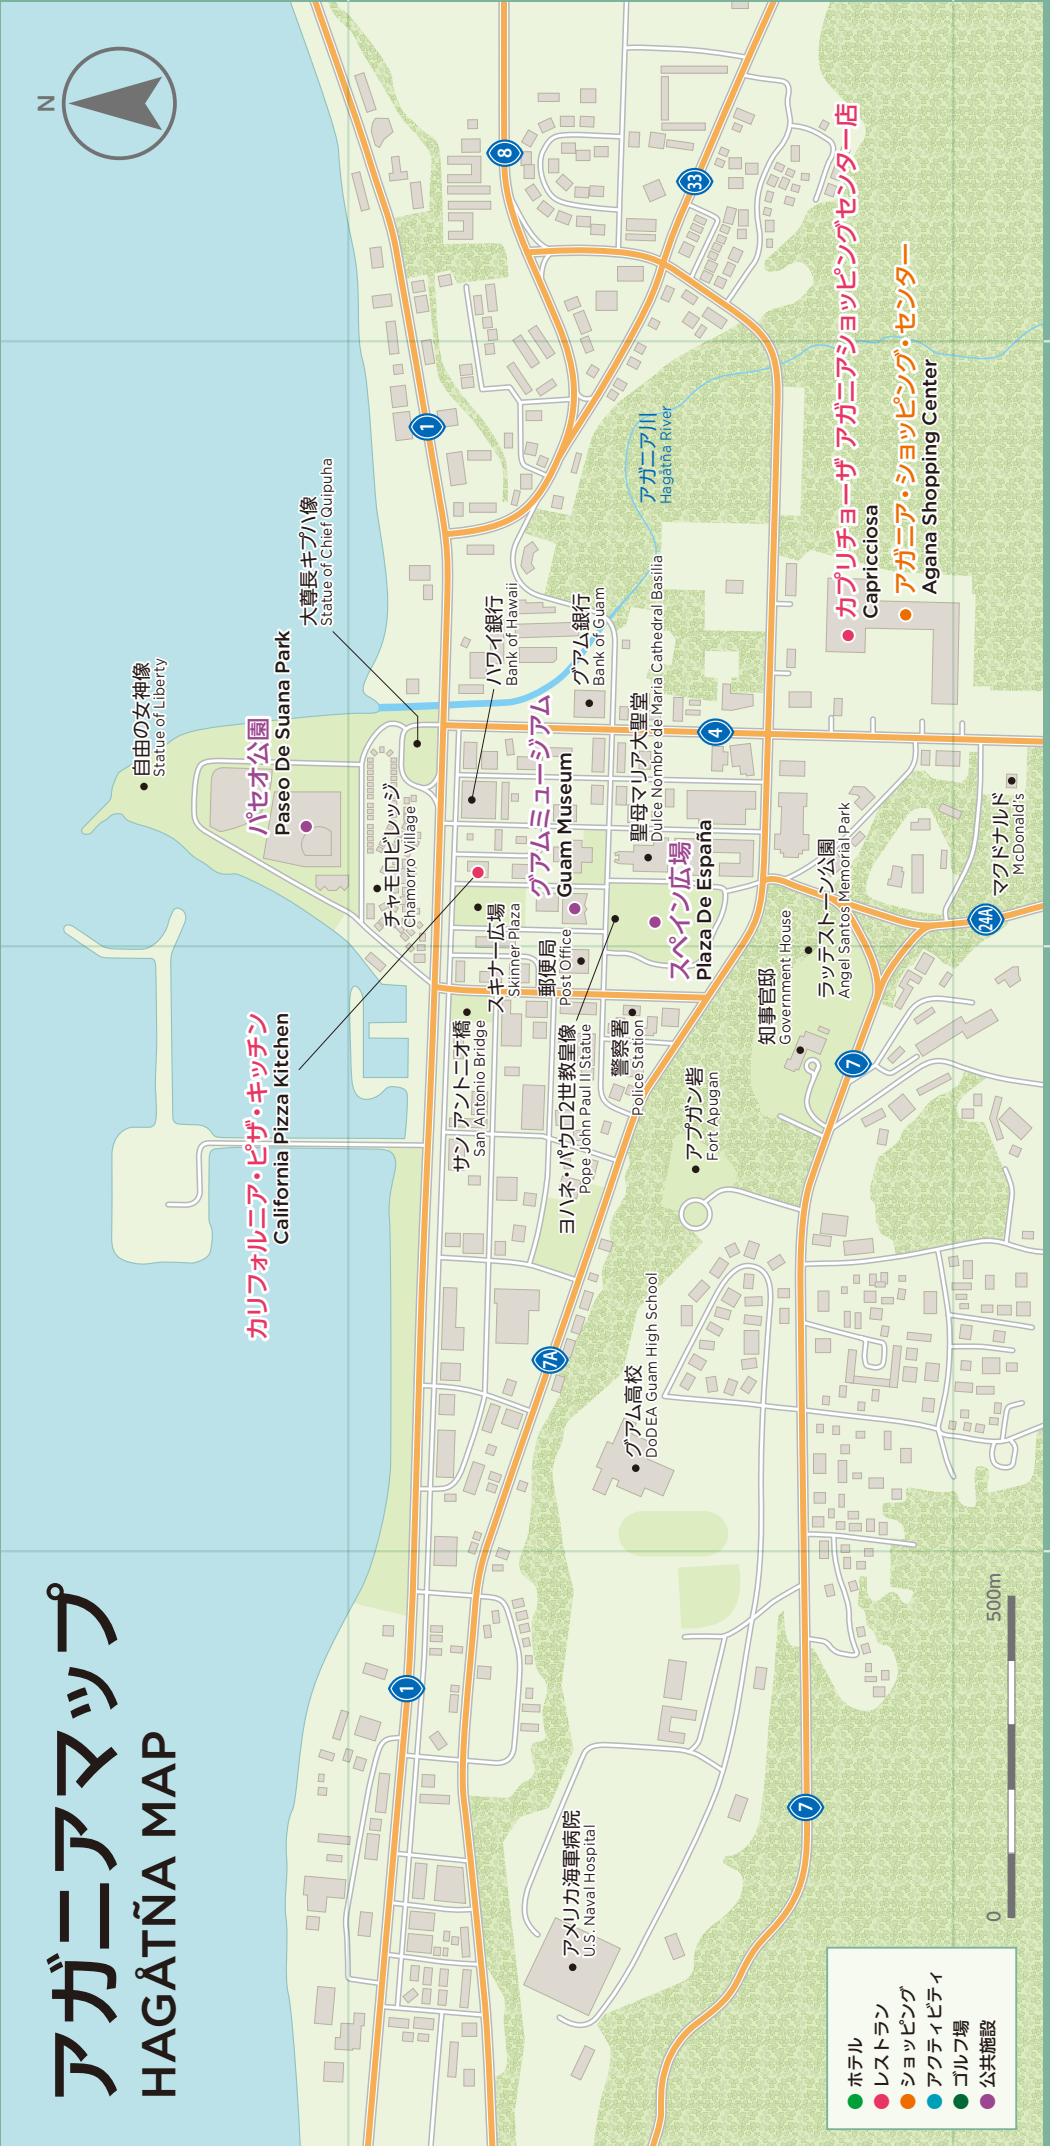 アガニアマップ
HAGÅTÑA MAP
N
自由の女神像
Statue of Liberty
パセオ公園
Paseo De Suana Park
大尊長キプハ像
Statue of Chief Quipuha
チャモロビレッジ
Chamorro Village
カリフォルニア・ピザ・キッチン
California Pizza Kitchen
ハワイ銀行
Bank of Hawaii
グアム銀行
Bank of Guam
グアムミュージアム
Guam Museum
スキナー広場
Skinner Plaza
郵便局
Post Office
サン アントニオ橋
San Antonio Bridge
ヨハネ・パウロ2世教皇像
Pope John Paul II Statue
警察署
Police Station
聖母マリア大聖堂
Dulce Nombre de Maria Cathedral Basilia
スペイン広場
Plaza De España
アガニア川
Hagåtña River
アプガン砦
Fort Apugan
知事官邸
Government House
ラッテストーン公園
Angel Santos Memorial Park
マクドナルド
McDonald's
カプリチョーザ アガニアショッピングセンター店
Capricciosa
アガニア・ショッピング・センター
Agana Shopping Center
グアム高校
DoDEA Guam High School
アメリカ海軍病院
U.S. Naval Hospital
1
1
8
33
4
24A
7
7A
7
ホテル
レストラン
ショッピング
アクティビティ
ゴルフ場
公共施設
0
500m